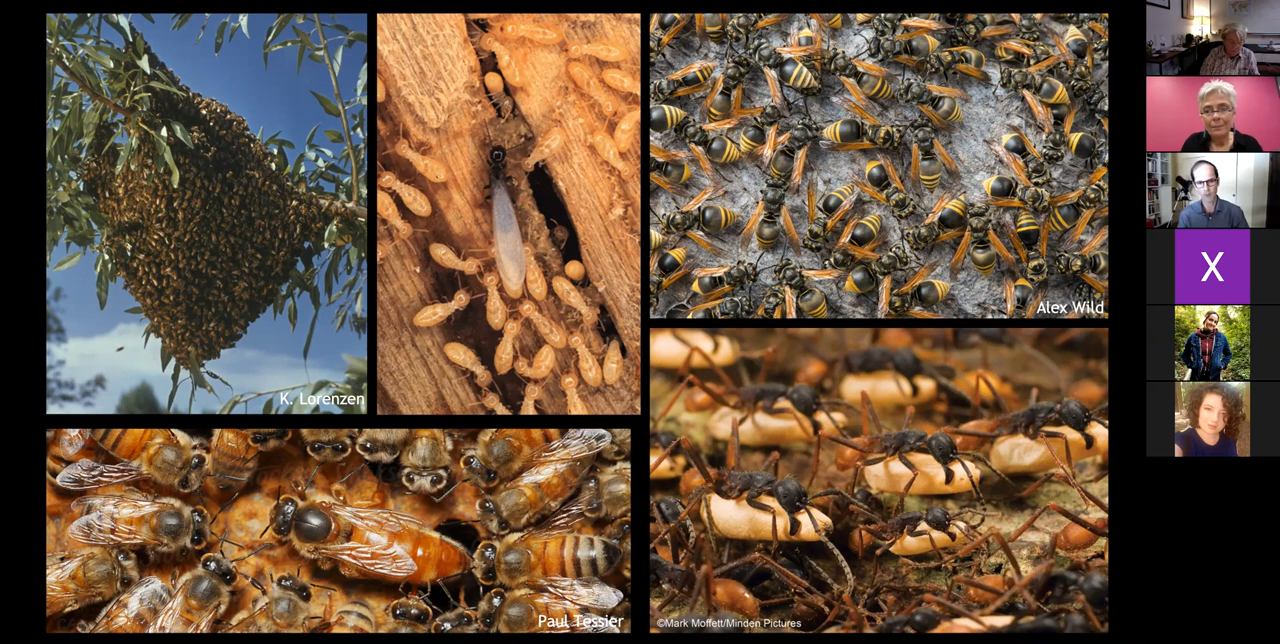 K. Lorenzen
Alex Wild
X
Paul Tessier
©Mark Moffett/Minden Pictures